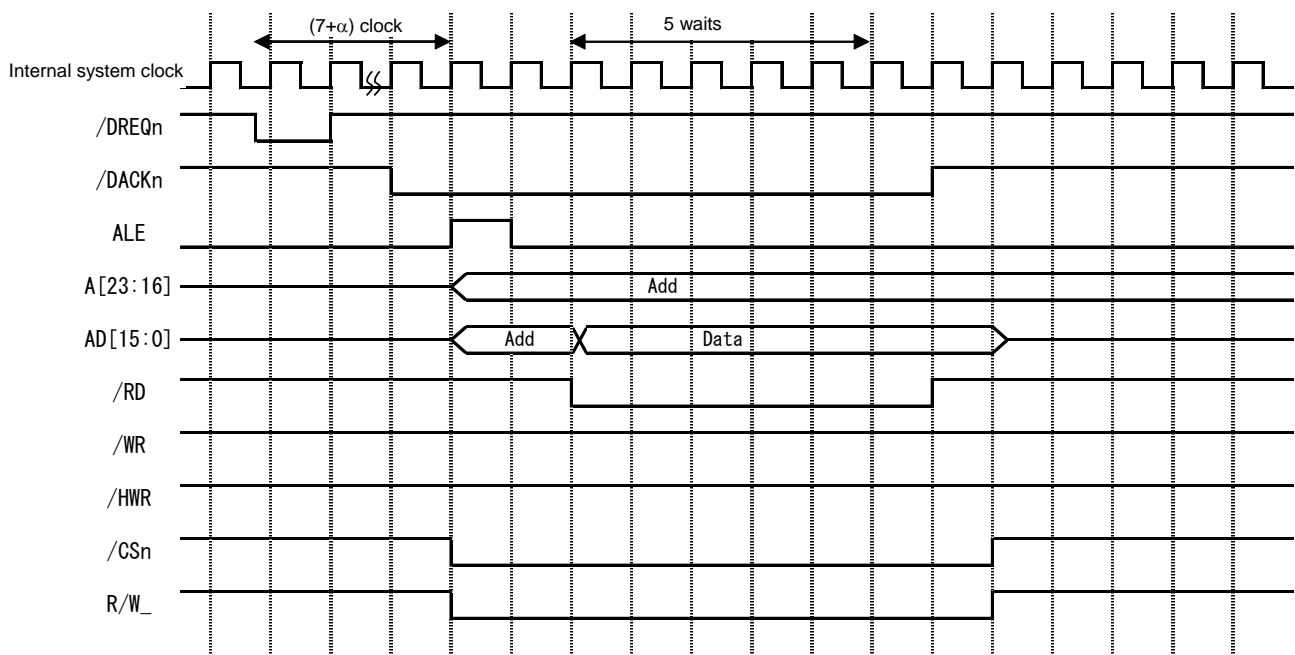 (7+α) clock
5 waits
Internal system clock
/DREQn
/DACKn
ALE
A[23:16]
Add
AD[15:0]
Add
Data
/RD
/WR
/HWR
/CSn
R/W_